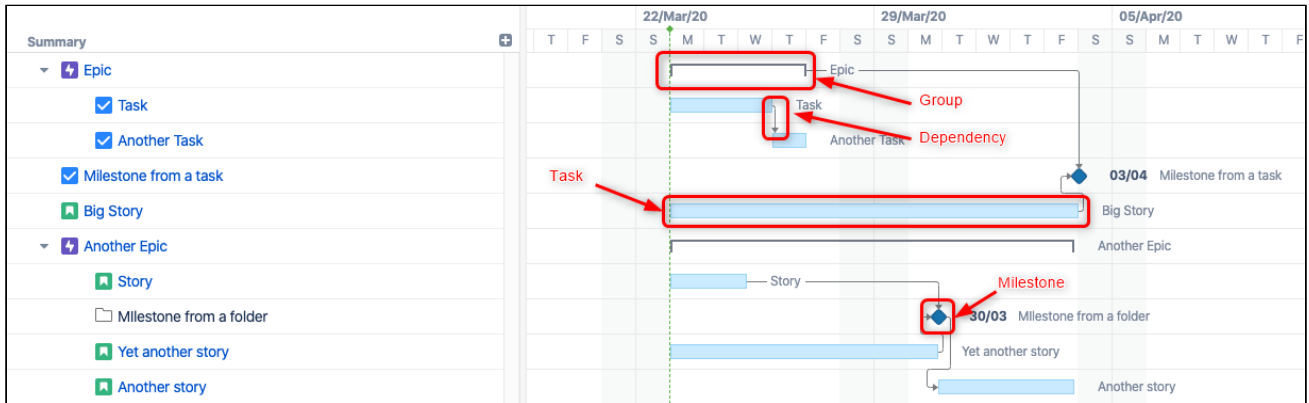 22/Mar/20 29/Mar/20 05/Apr/20
Summary T F S S M T W T F S S M T W T F S S M T W T F
Epic Epic
Group
Task Task
Dependency
Another Task Another Task
Milestone from a task Task 03/04 Milestone from a task
Big Story Big Story
Another Epic Another Epic
Story Story Milestone
MIlestone from a folder 30/03 MIlestone from a folder
Yet another story Yet another story
Another story Another story